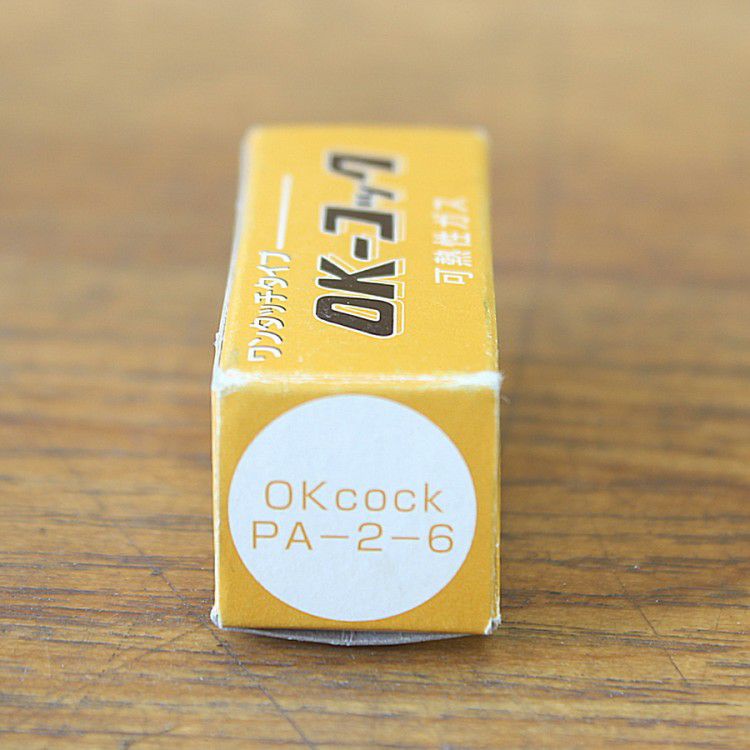 ワンタッチタイプ
OK-コック
可熱性ガス
OKcock
PA-2-6